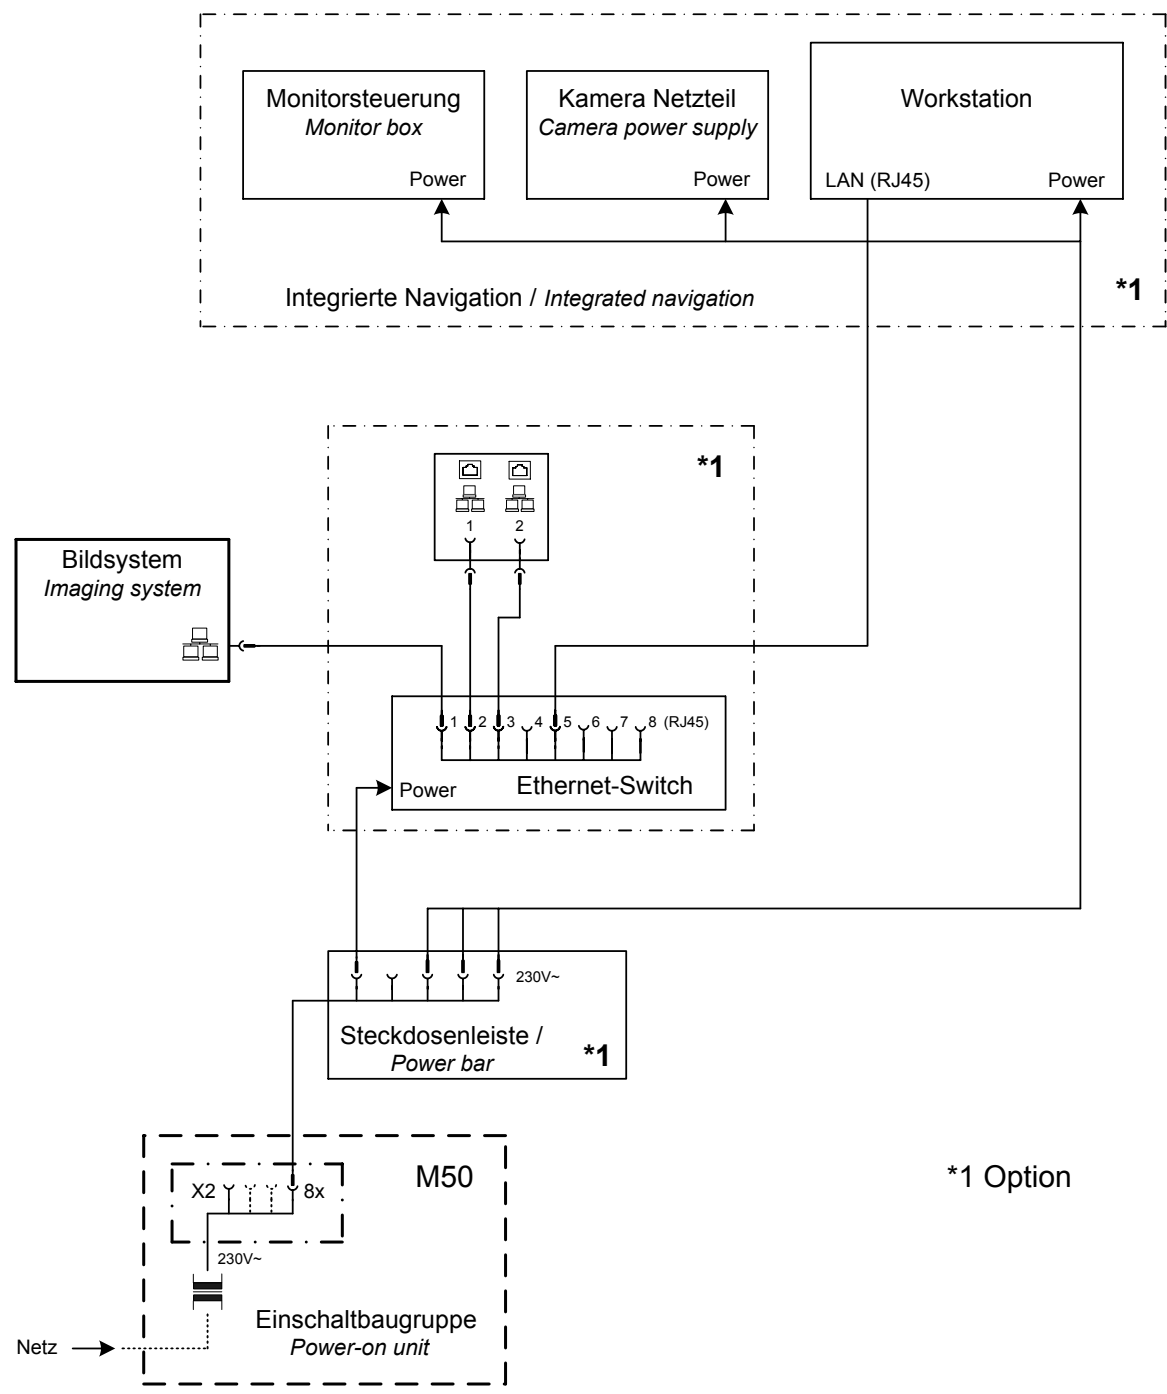 Monitorsteuerung
Monitor box
Power
Kamera Netzteil
Camera power supply
Power
Workstation
LAN (RJ45) Power
Integrierte Navigation / Integrated navigation
*1
*1
1 2
Bildsystem
Imaging system
1 2 3 4 5 6 7 8 (RJ45)
Power
Ethernet-Switch
230V~
Steckdosenleiste /
Power bar
*1
M50
X2 8x
230V~
Einschaltbaugruppe
Power-on unit
Netz
*1 Option